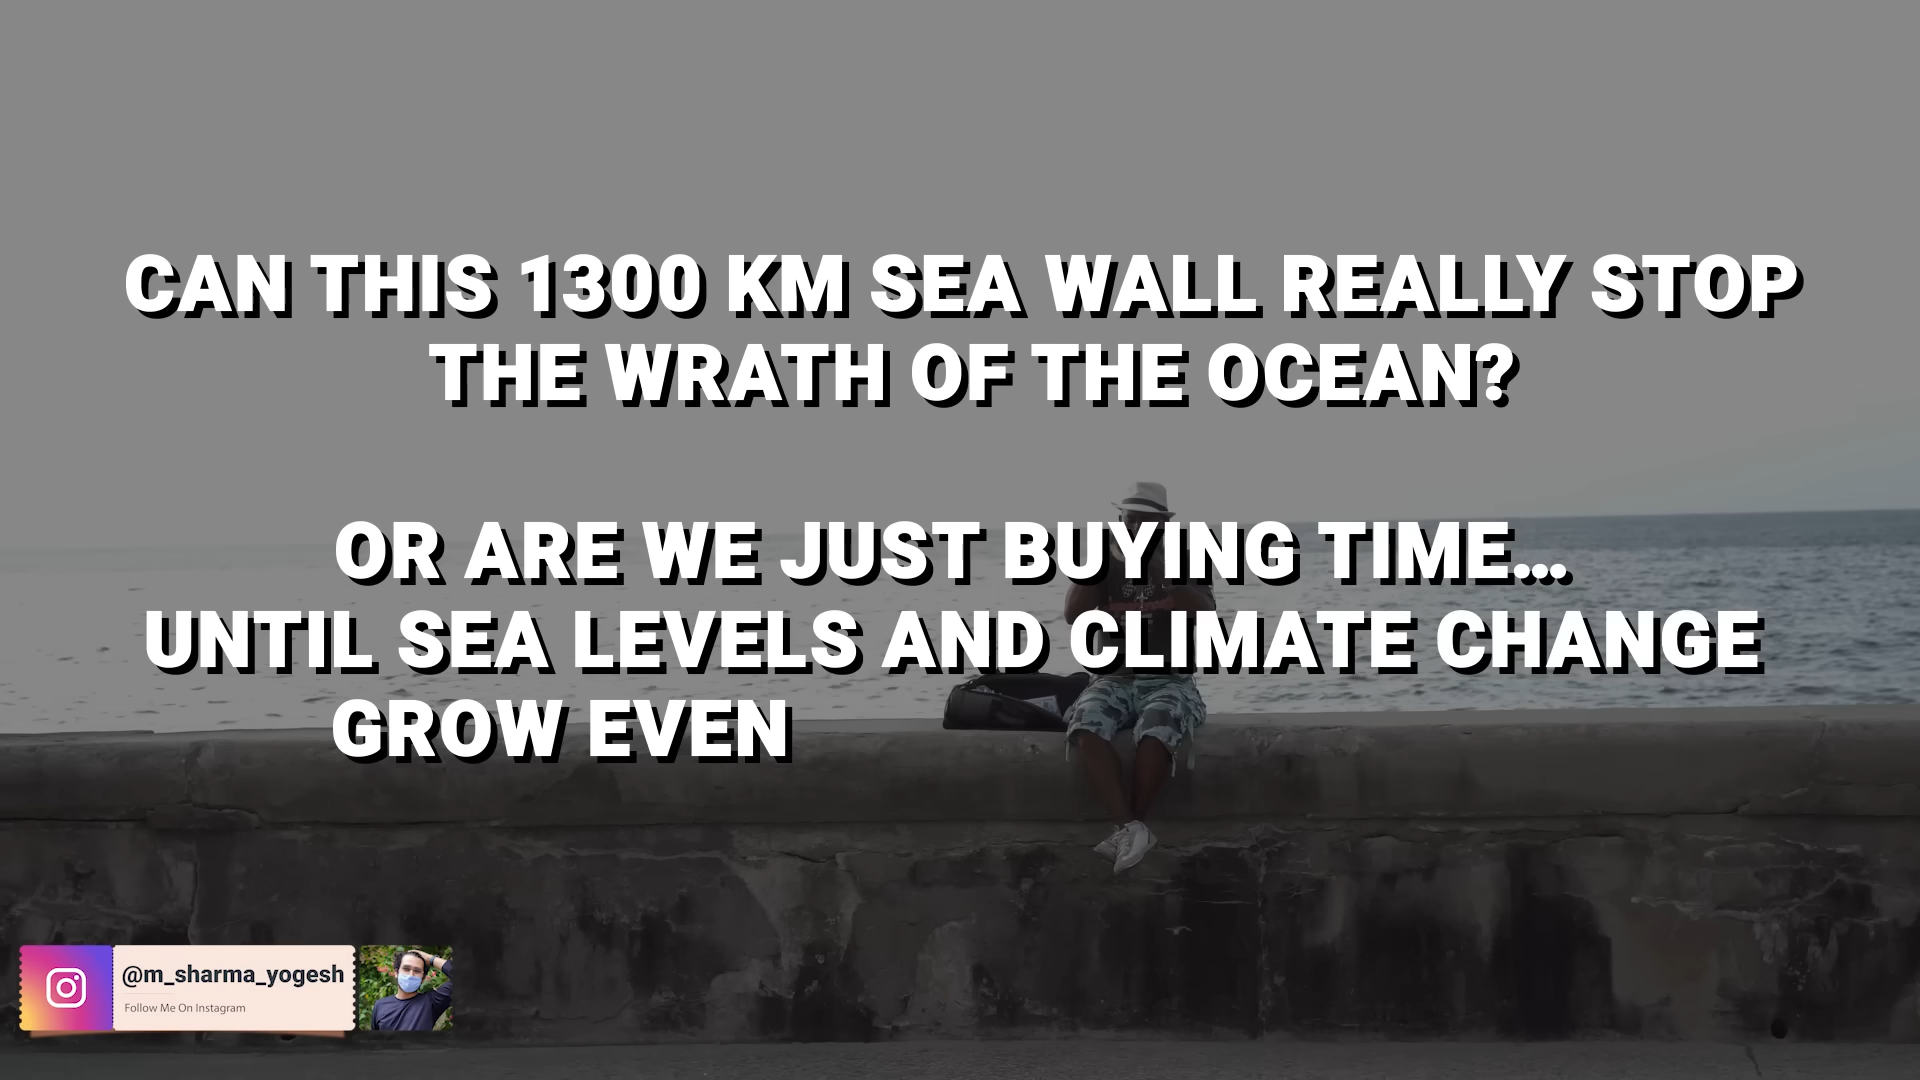 CAN THIS 1300 KM SEA WALL REALLY STOP
THE WRATH OF THE OCEAN?
OR ARE WE JUST BUYING TIME...
UNTIL SEA LEVELS AND CLIMATE CHANGE
GROW EVEN
@m_sharma_yogesh
Follow Me On Instagram